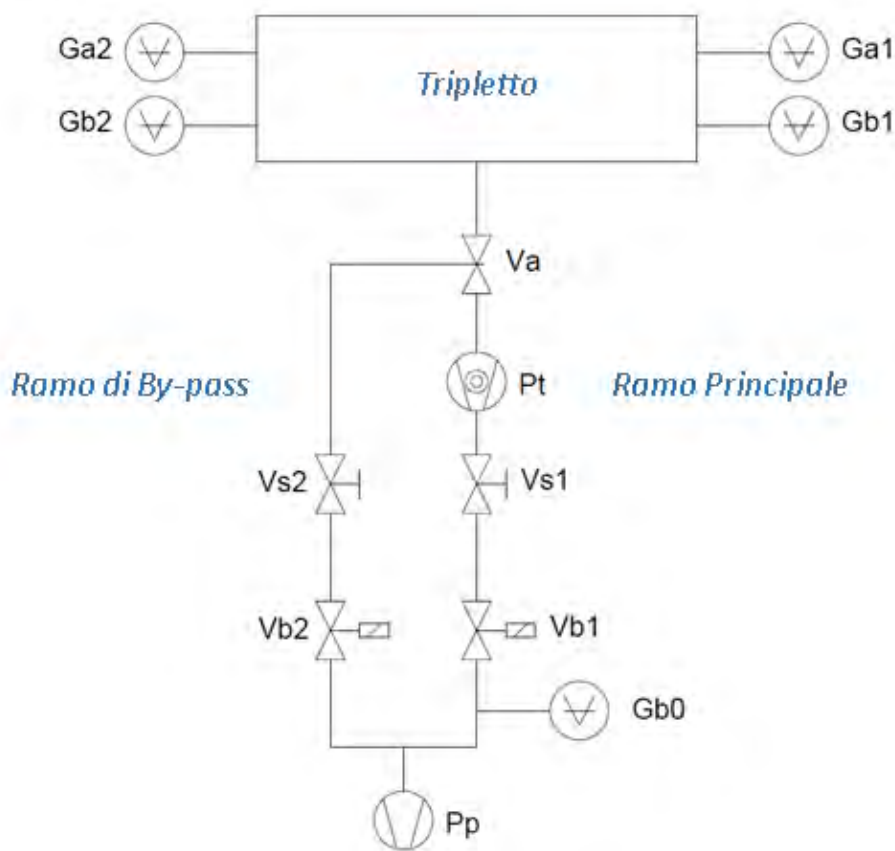 Ga2
Ga1
Tripletto
Gb2
Gb1
Va
Ramo di By-pass
Pt
Ramo Principale
Vs2
Vs1
Vb2
Vb1
Gb0
Pp